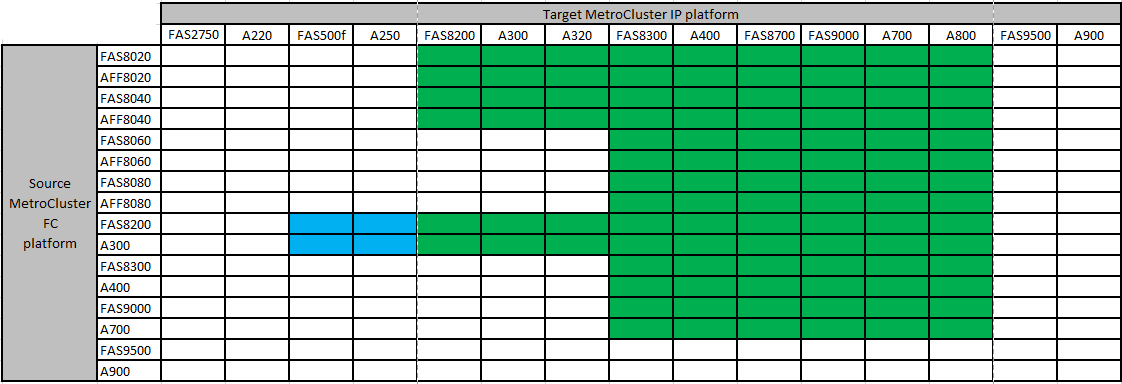 Target MetroCluster IP platform
FAS2750 A220 FAS500f A250 FAS8200 A300 A320 FAS8300 A400 FAS8700 FAS9000 A700 A800 FAS9500 A900
Source
MetroCluster
FC
platform
FAS8020
AFF8020
FAS8040
AFF8040
FAS8060
AFF8060
FAS8080
AFF8080
FAS8200
A300
FAS8300
A400
FAS9000
A700
FAS9500
A900